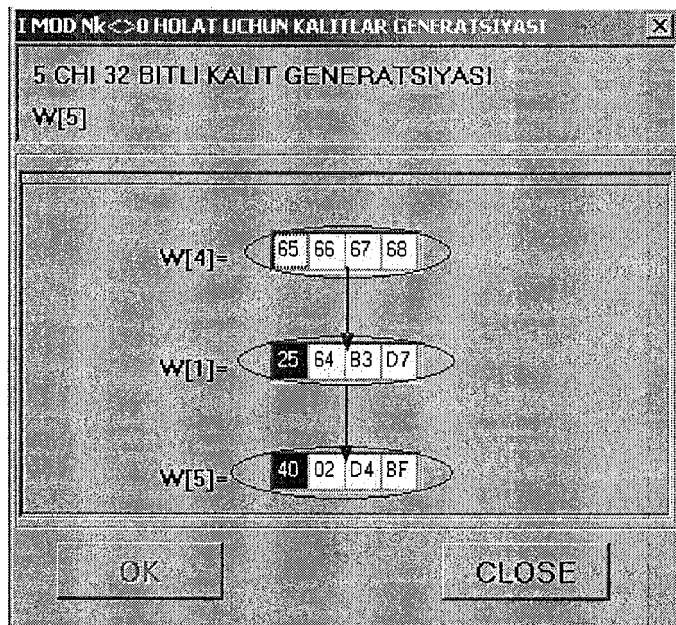 I MOD Nk<>0 HOLAT UCHUN KALITLAR GENERATSIYASI
5 CHI 32 BITLI KALIT GENERATSIYASI
W[5]
W[4]= 65 66 67 68
W[1]= 25 64 B3 D7
W[5]= 40 02 D4 BF
OK CLOSE